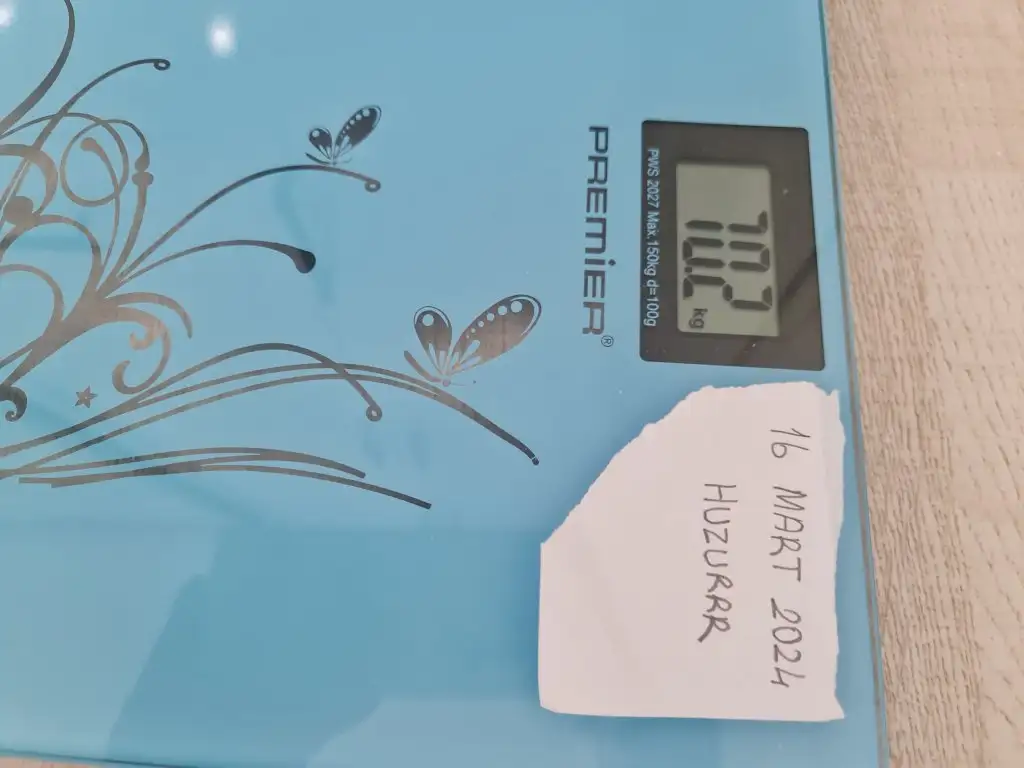 PREMiER®
PWS 2027 Max.150kg d=100g
70.2 kg
16 MART 2024
HUZURRR